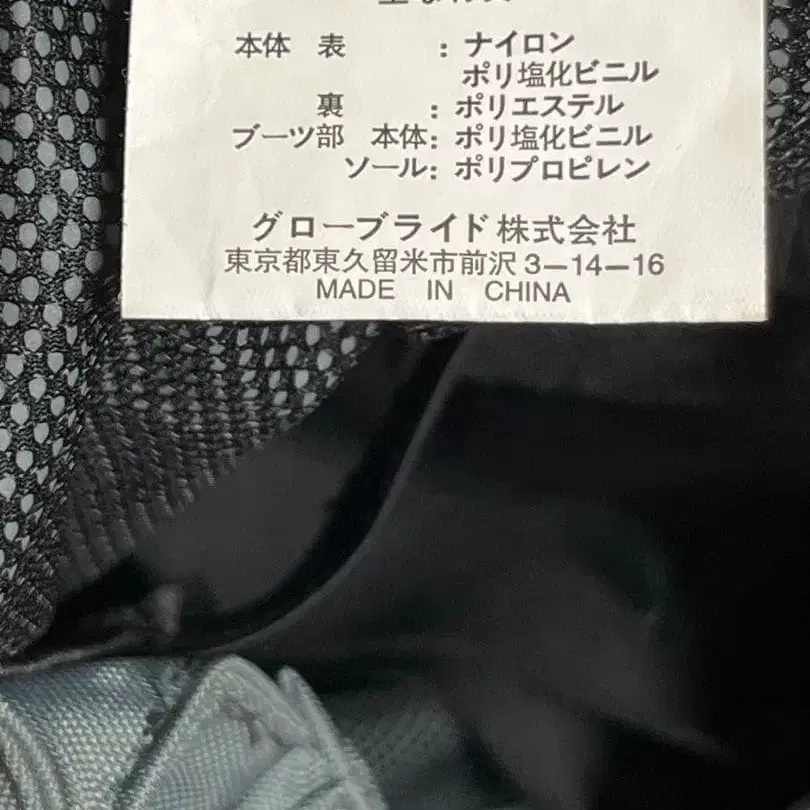 本体 表 : ナイロン
ポリ塩化ビニル
裏 : ポリエステル
ブーツ部 本体: ポリ塩化ビニル
ソール: ポリプロピレン
グローブライド株式会社
東京都東久留米市前沢3-14-16
MADE IN CHINA